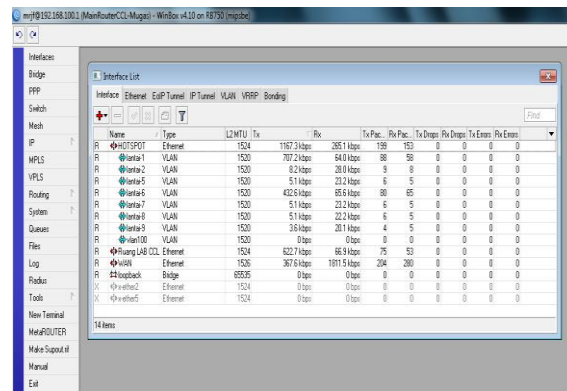 mrjf@192.168.100.1 (MainRouterCCL-Mugas) - WinBox v4.10 on RB750 (mipsbe)
Interfaces
Bridge
PPP
Switch
Mesh
IP
MPLS
VPLS
Routing
System
Queues
Files
Log
Radius
Tools
New Terminal
MetaROUTER
Make Supout.rif
Manual
Exit
Interface List
Interface Ethernet EoIP Tunnel IP Tunnel VLAN VRRP Bonding
Find
Name Type L2 MTU Tx Rx Tx Pac... Rx Pac... Tx Drops Rx Drops Tx Errors Rx Errors
R HOTSPOT Ethernet 1524 1167.3 kbps 265.1 kbps 199 153 0 0 0 0
R lantai-1 VLAN 1520 707.2 kbps 64.0 kbps 88 58 0 0 0 0
R lantai-2 VLAN 1520 8.2 kbps 28.0 kbps 9 8 0 0 0 0
R lantai-5 VLAN 1520 5.1 kbps 23.2 kbps 6 5 0 0 0 0
R lantai-6 VLAN 1520 432.6 kbps 65.6 kbps 80 65 0 0 0 0
R lantai-7 VLAN 1520 5.1 kbps 23.2 kbps 6 5 0 0 0 0
R lantai-8 VLAN 1520 5.1 kbps 22.2 kbps 6 5 0 0 0 0
R lantai-9 VLAN 1520 3.6 kbps 20.1 kbps 4 5 0 0 0 0
R vlan100 VLAN 1520 0 bps 0 bps 0 0 0 0 0 0
R Ruang LAB CCL Ethernet 1524 622.7 kbps 66.9 kbps 75 53 0 0 0 0
R WAN Ethernet 1526 367.6 kbps 1811.5 kbps 204 280 0 0 0 0
R loopback Bridge 65535 0 bps 0 bps 0 0 0 0 0 0
X x-ether2 Ethernet 1524 0 bps 0 bps 0 0 0 0 0 0
X x-ether5 Ethernet 1524 0 bps 0 bps 0 0 0 0 0 0
14 items